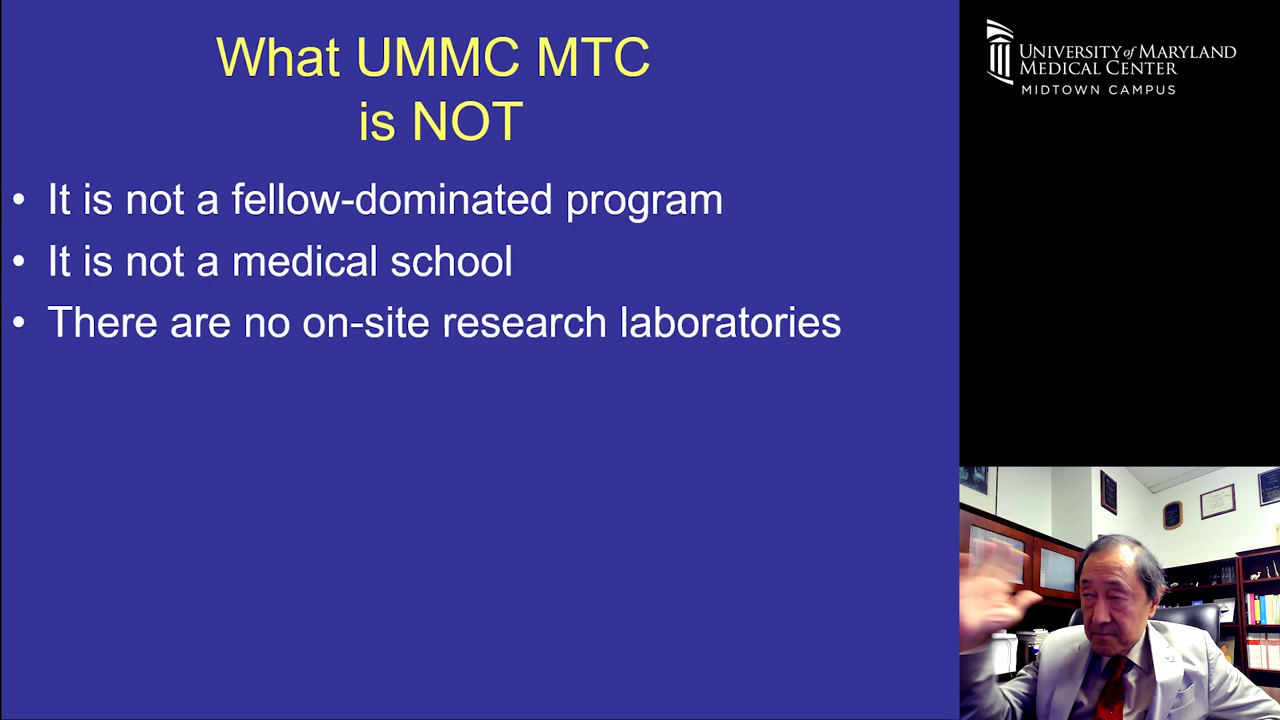 What UMMC MTC
is NOT
• It is not a fellow-dominated program
• It is not a medical school
• There are no on-site research laboratories
UNIVERSITY of MARYLAND
MEDICAL CENTER
MIDTOWN CAMPUS